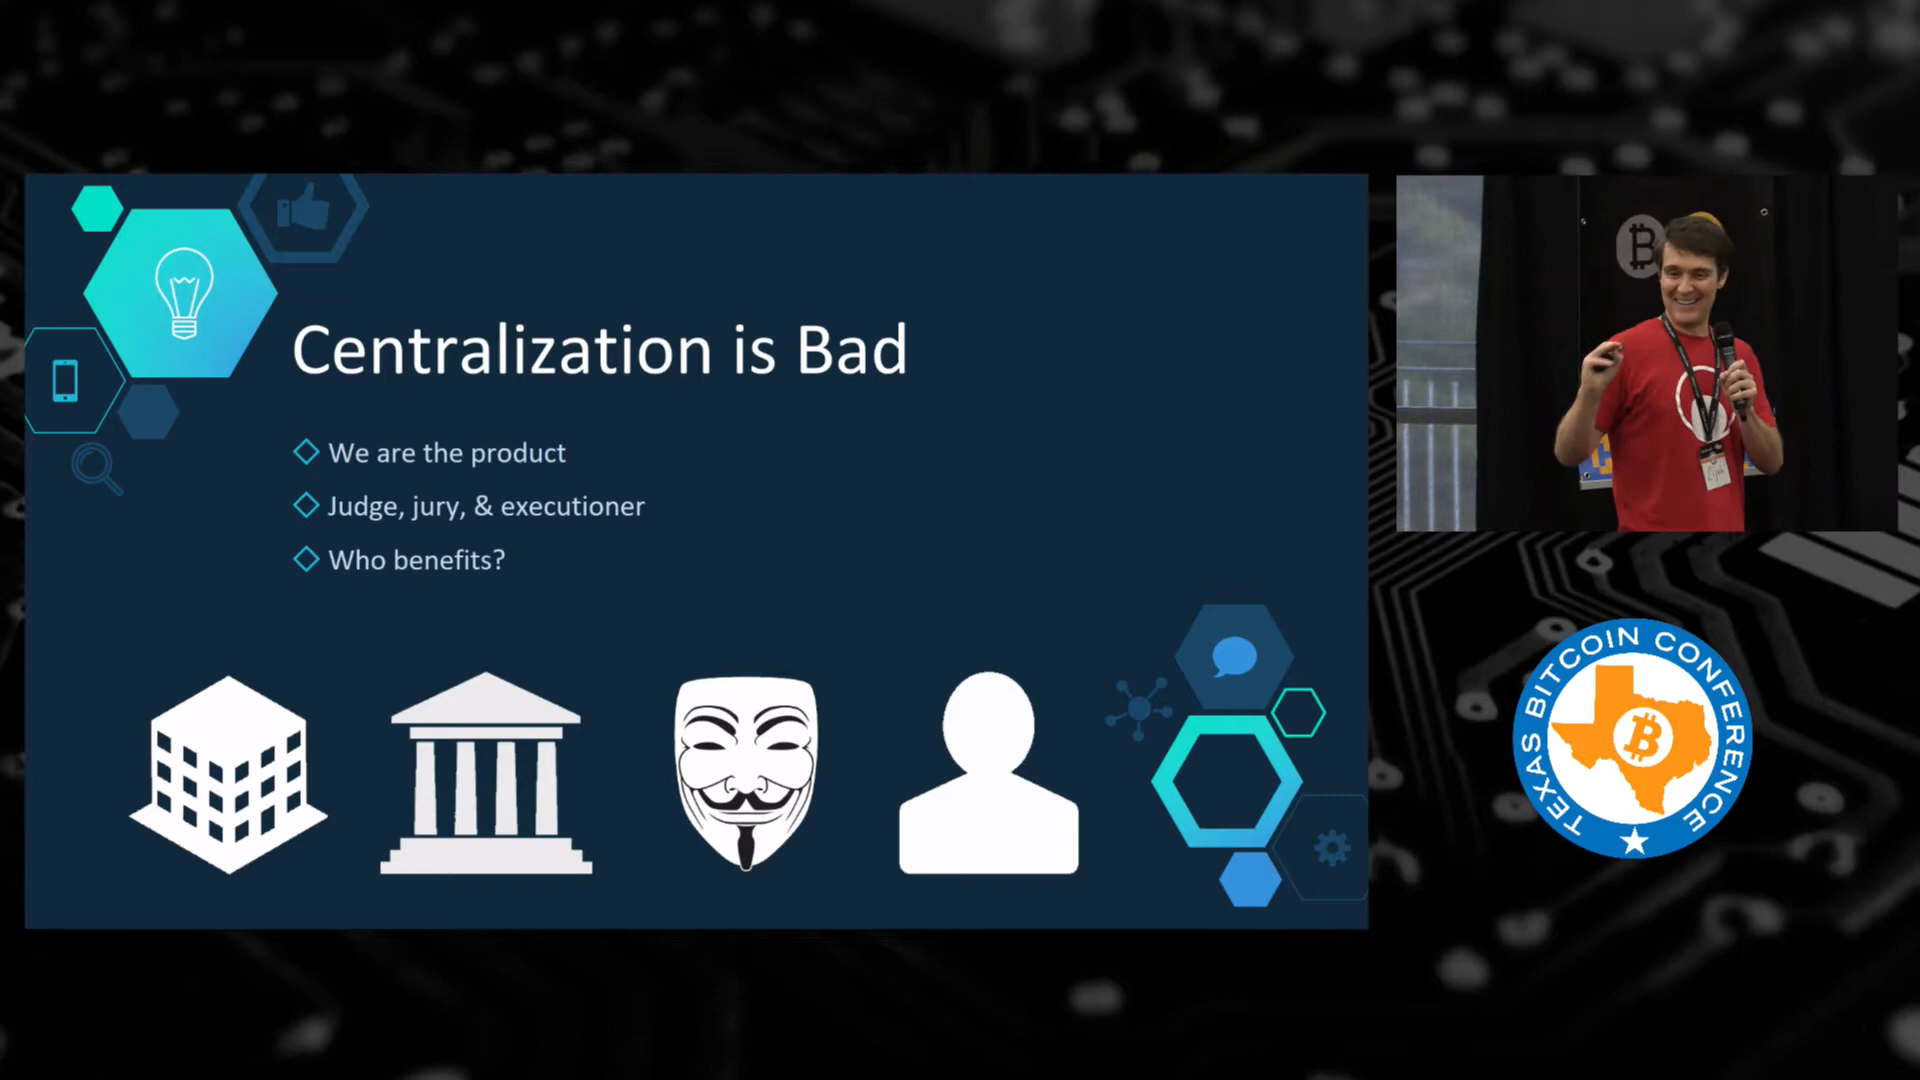 Centralization is Bad
We are the product
Judge, jury, & executioner
Who benefits?
TEXAS BITCOIN CONFERENCE